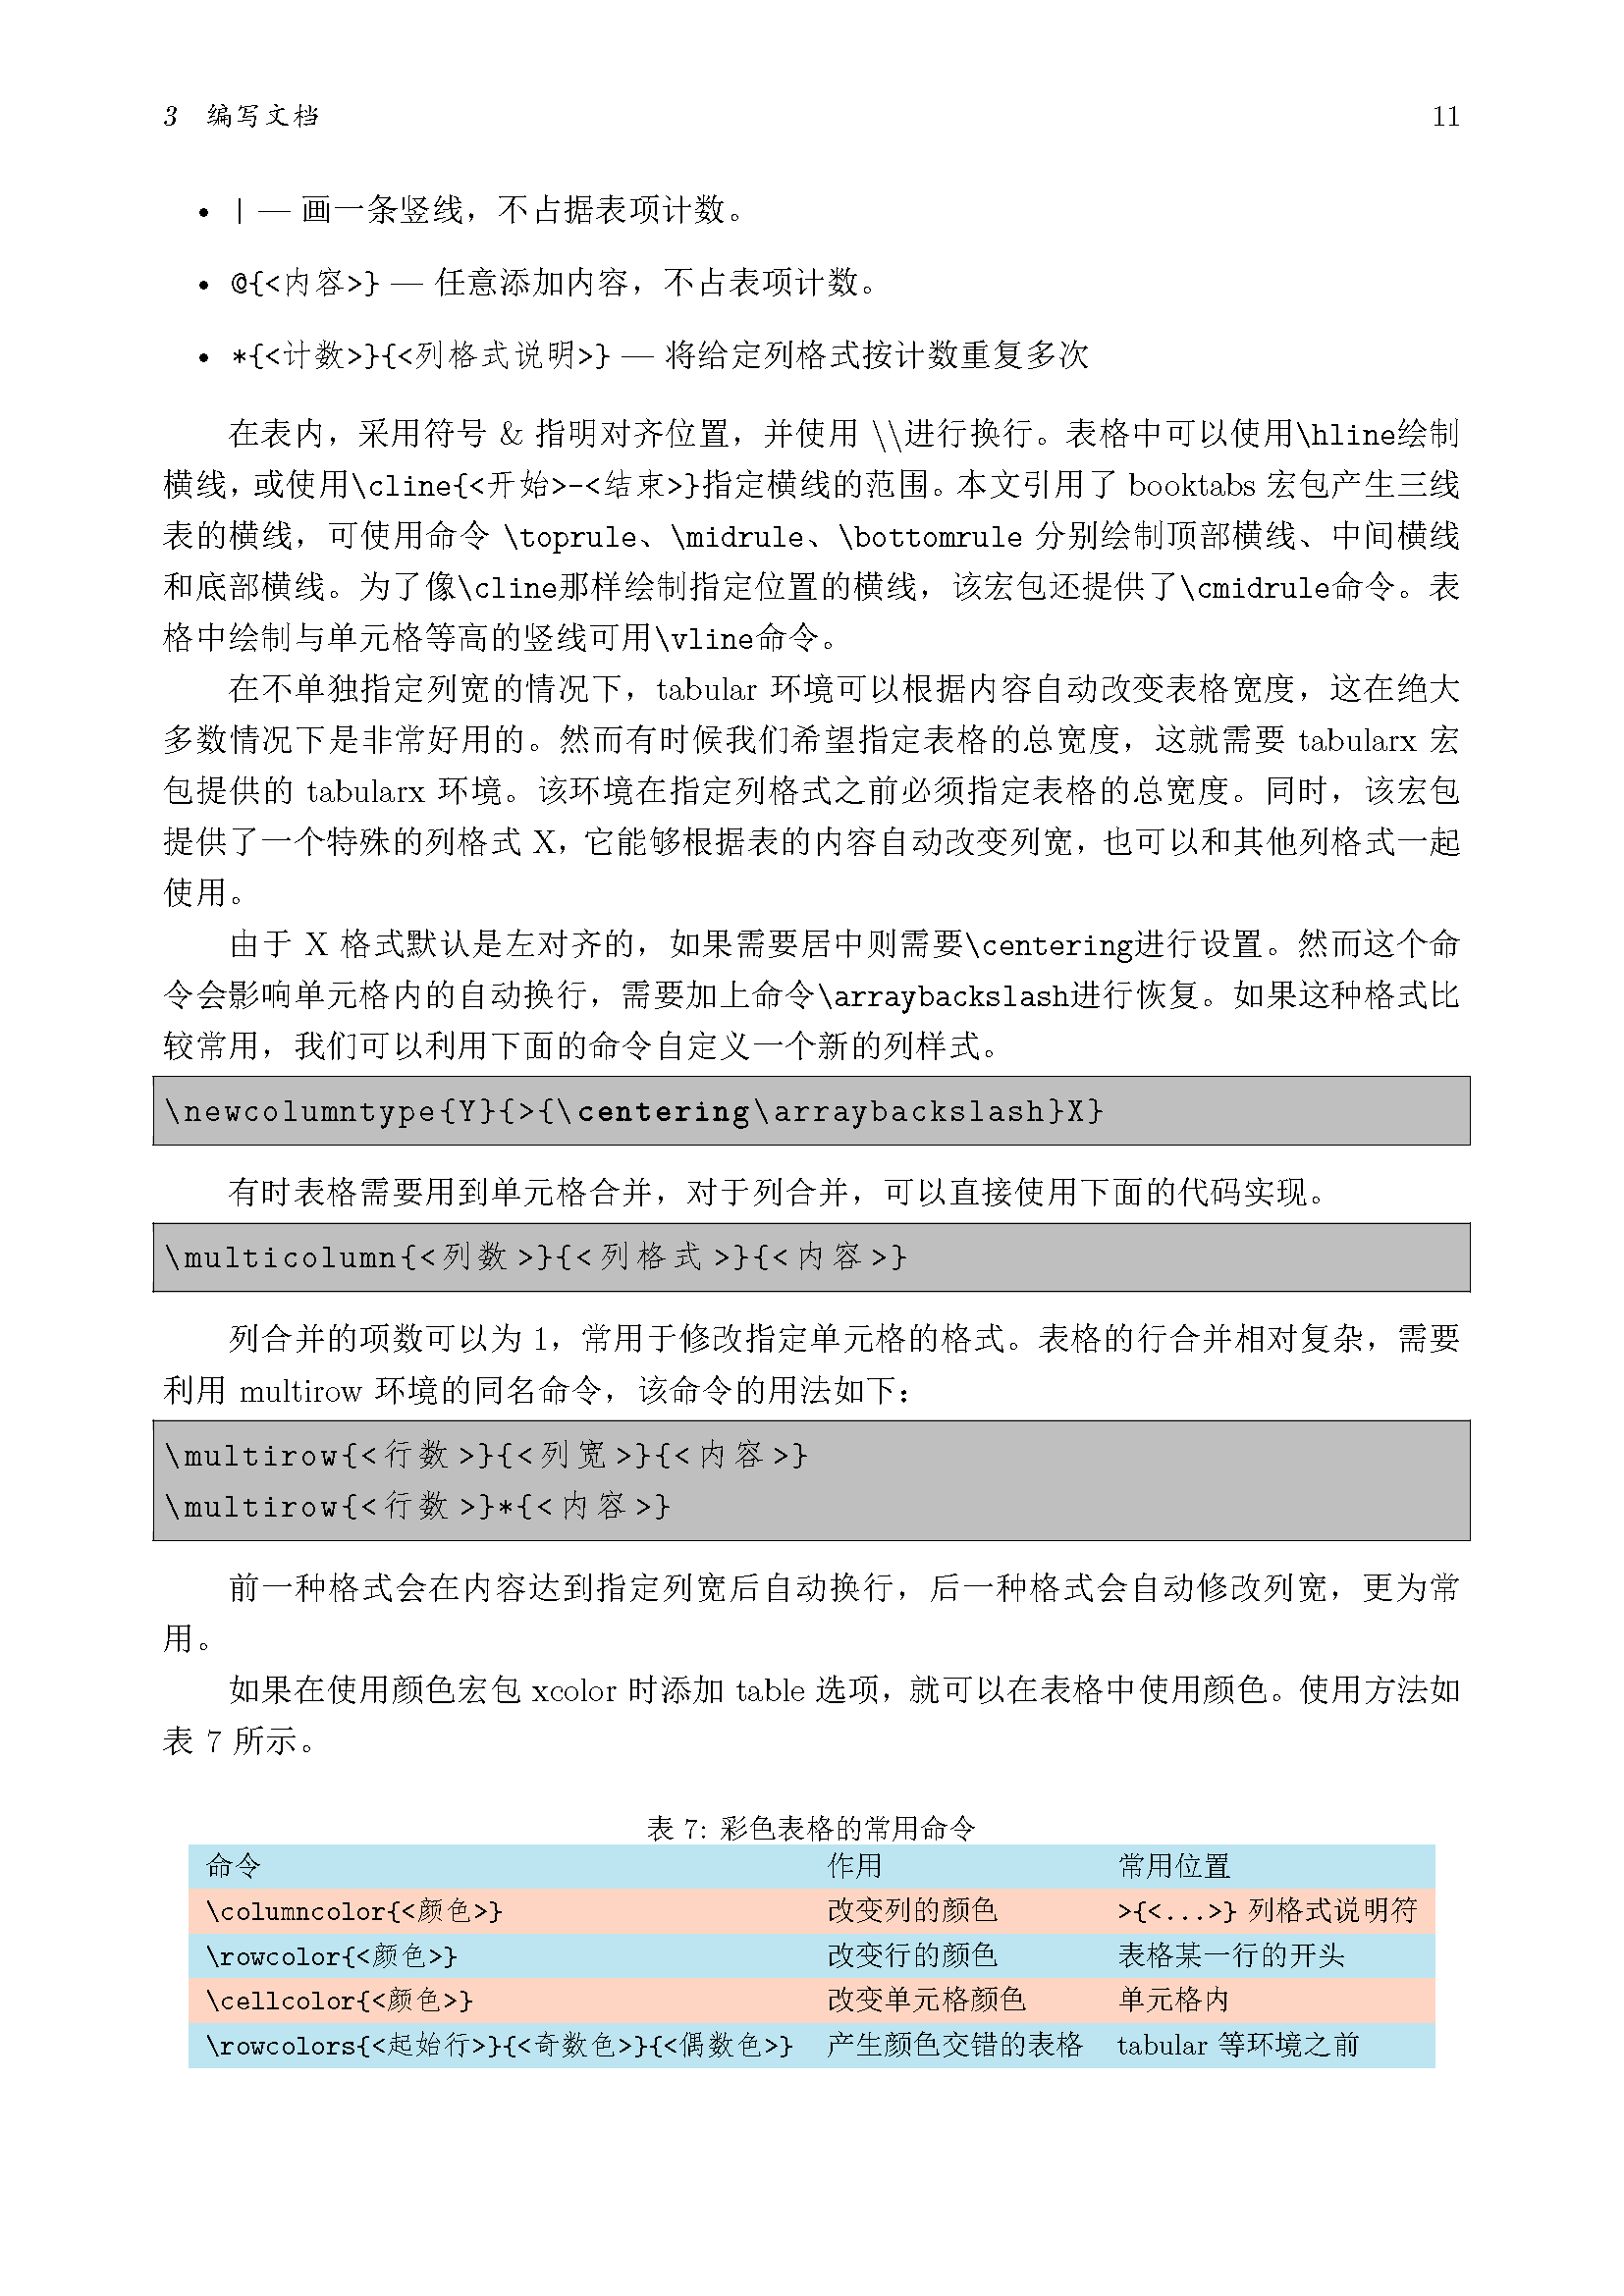 3 编写文档 11
• | — 画一条竖线，不占据表项计数。
• @{<内容>} — 任意添加内容，不占表项计数。
• *{<计数>}{<列格式说明>} — 将给定列格式按计数重复多次
在表内，采用符号 & 指明对齐位置，并使用 \\进行换行。表格中可以使用\hline绘制
横线，或使用\cline{<开始>-<结束>}指定横线的范围。本文引用了 booktabs 宏包产生三线
表的横线，可使用命令 \toprule、\midrule、\bottomrule 分别绘制顶部横线、中间横线
和底部横线。为了像\cline那样绘制指定位置的横线，该宏包还提供了\cmidrule命令。表
格中绘制与单元格等高的竖线可用\vline命令。
在不单独指定列宽的情况下，tabular 环境可以根据内容自动改变表格宽度，这在绝大
多数情况下是非常好用的。然而有时候我们希望指定表格的总宽度，这就需要 tabularx 宏
包提供的 tabularx 环境。该环境在指定列格式之前必须指定表格的总宽度。同时，该宏包
提供了一个特殊的列格式 X，它能够根据表的内容自动改变列宽，也可以和其他列格式一起
使用。
由于 X 格式默认是左对齐的，如果需要居中则需要\centering进行设置。然而这个命
令会影响单元格内的自动换行，需要加上命令\arraybackslash进行恢复。如果这种格式比
较常用，我们可以利用下面的命令自定义一个新的列样式。
\newcolumntype{Y}{>{\centering\arraybackslash}X}
有时表格需要用到单元格合并，对于列合并，可以直接使用下面的代码实现。
\multicolumn{<列数>}{<列格式>}{<内容>}
列合并的项数可以为 1，常用于修改指定单元格的格式。表格的行合并相对复杂，需要
利用 multirow 环境的同名命令，该命令的用法如下：
\multirow{<行数>}{<列宽>}{<内容>}
\multirow{<行数>}*{<内容>}
前一种格式会在内容达到指定列宽后自动换行，后一种格式会自动修改列宽，更为常
用。
如果在使用颜色宏包 xcolor 时添加 table 选项，就可以在表格中使用颜色。使用方法如
表 7 所示。
表 7: 彩色表格的常用命令
命令 作用 常用位置
\columncolor{<颜色>} 改变列的颜色 >{<...>} 列格式说明符
\rowcolor{<颜色>} 改变行的颜色 表格某一行的开头
\cellcolor{<颜色>} 改变单元格颜色 单元格内
\rowcolors{<起始行>}{<奇数色>}{<偶数色>} 产生颜色交错的表格 tabular 等环境之前